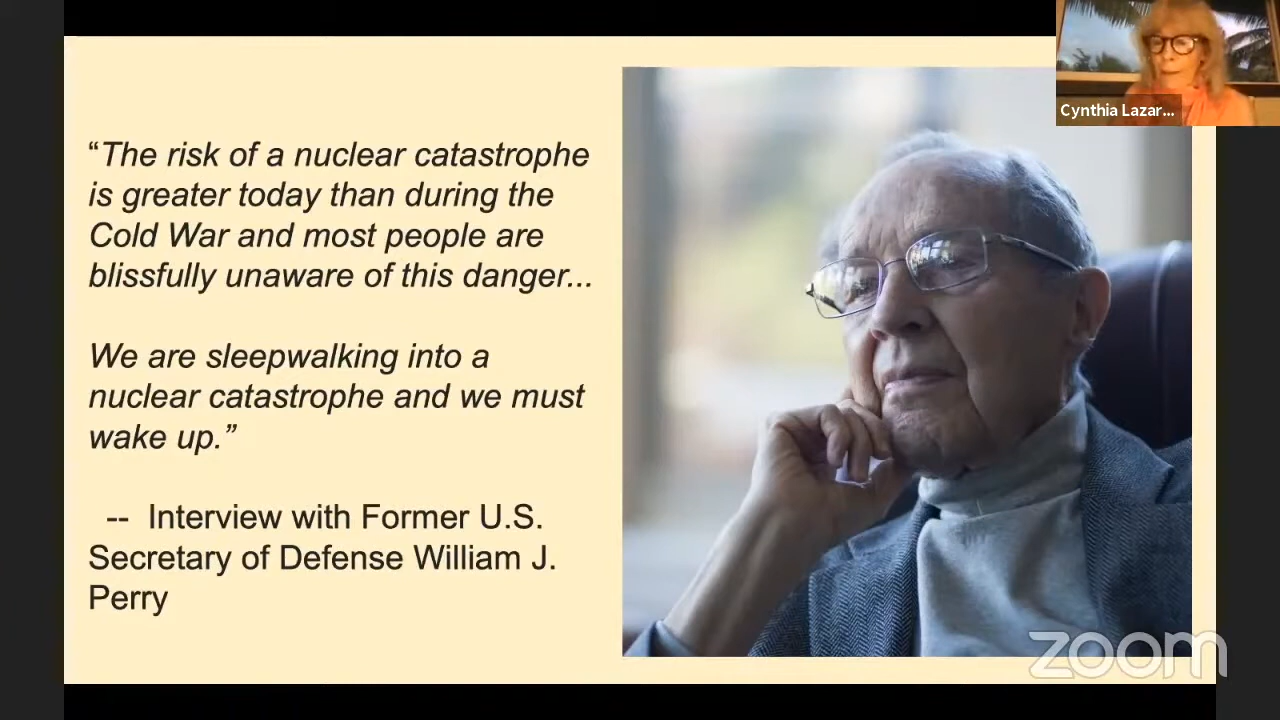 “The risk of a nuclear catastrophe
is greater today than during the
Cold War and most people are
blissfully unaware of this danger...
We are sleepwalking into a
nuclear catastrophe and we must
wake up.”
-- Interview with Former U.S.
Secretary of Defense William J.
Perry
Cynthia Lazar...
zoom